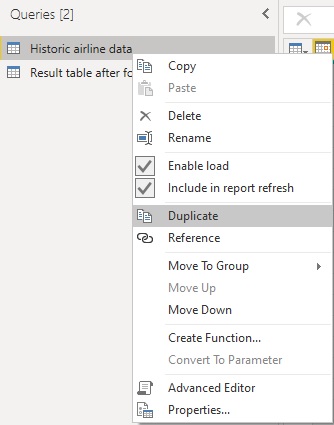 Queries [2]
Historic airline data
Result table after fo
Copy
Paste
Delete
Rename
Enable load
Include in report refresh
Duplicate
Reference
Move To Group
Move Up
Move Down
Create Function...
Convert To Parameter
Advanced Editor
Properties...